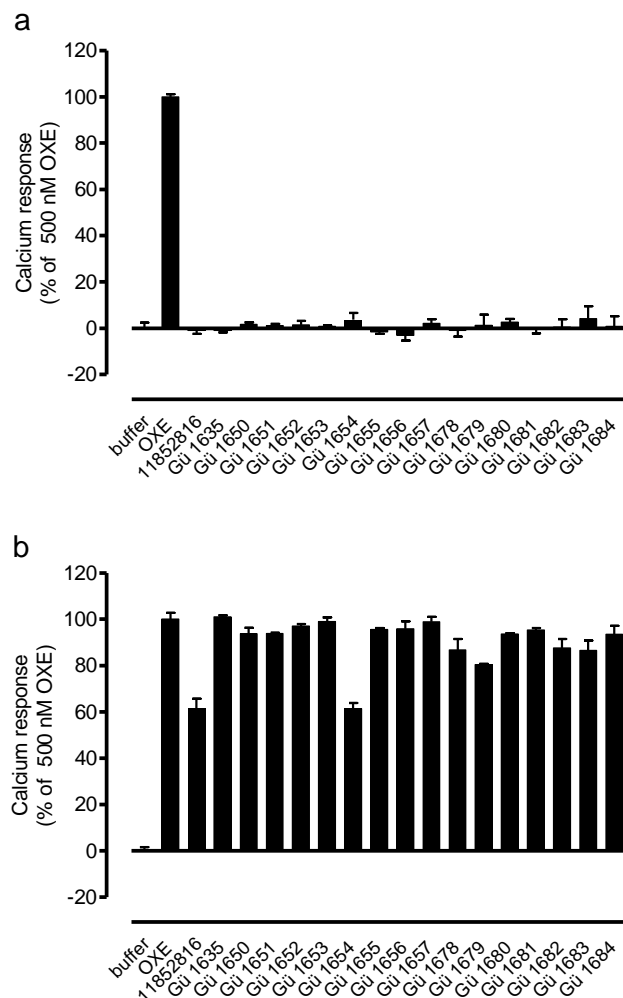 a
120
100
80
60
40
20
0
-20
Calcium response
(% of 500 nM OXE)
buffer
OXE
11852816
Gü 1635
Gü 1650
Gü 1651
Gü 1652
Gü 1653
Gü 1654
Gü 1655
Gü 1656
Gü 1657
Gü 1678
Gü 1679
Gü 1680
Gü 1681
Gü 1682
Gü 1683
Gü 1684
b
120
100
80
60
40
20
0
-20
Calcium response
(% of 500 nM OXE)
buffer
OXE
11852816
Gü 1635
Gü 1650
Gü 1651
Gü 1652
Gü 1653
Gü 1654
Gü 1655
Gü 1656
Gü 1657
Gü 1678
Gü 1679
Gü 1680
Gü 1681
Gü 1682
Gü 1683
Gü 1684